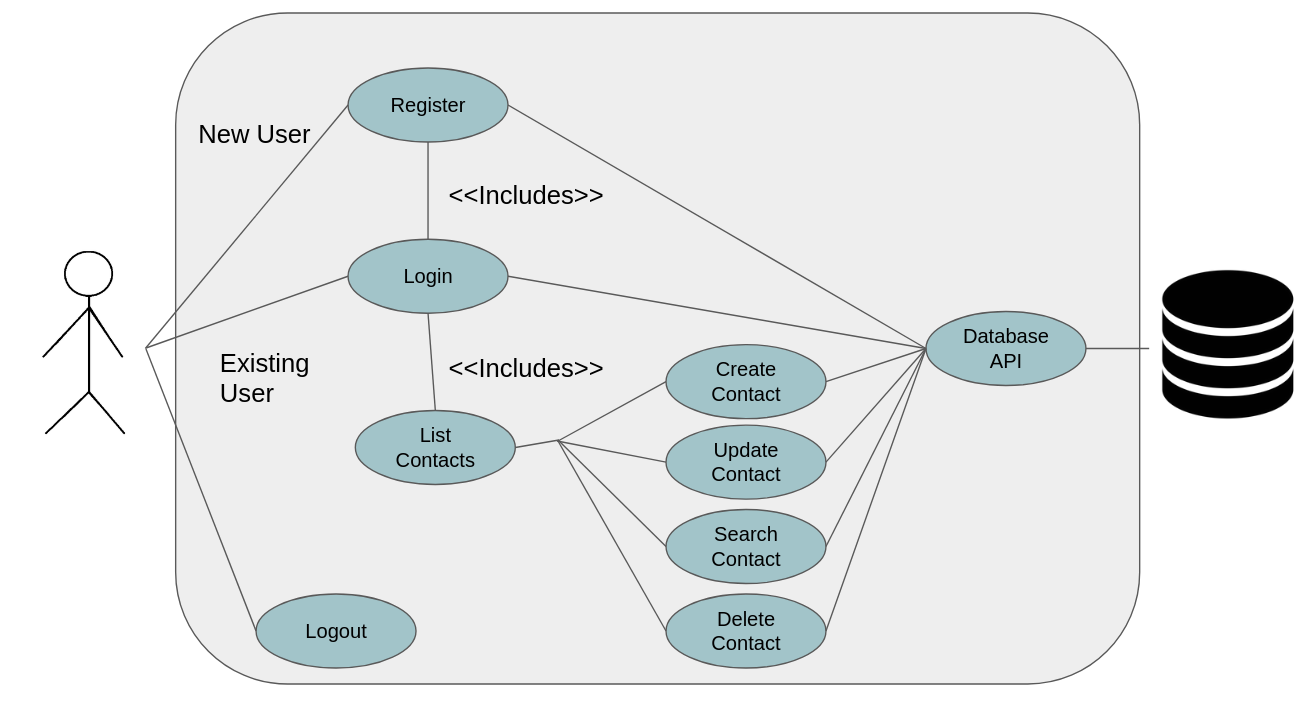 Register
New User
<<Includes>>
Login
Database
API
Existing
User
<<Includes>>
Create
Contact
List
Contacts
Update
Contact
Search
Contact
Logout
Delete
Contact